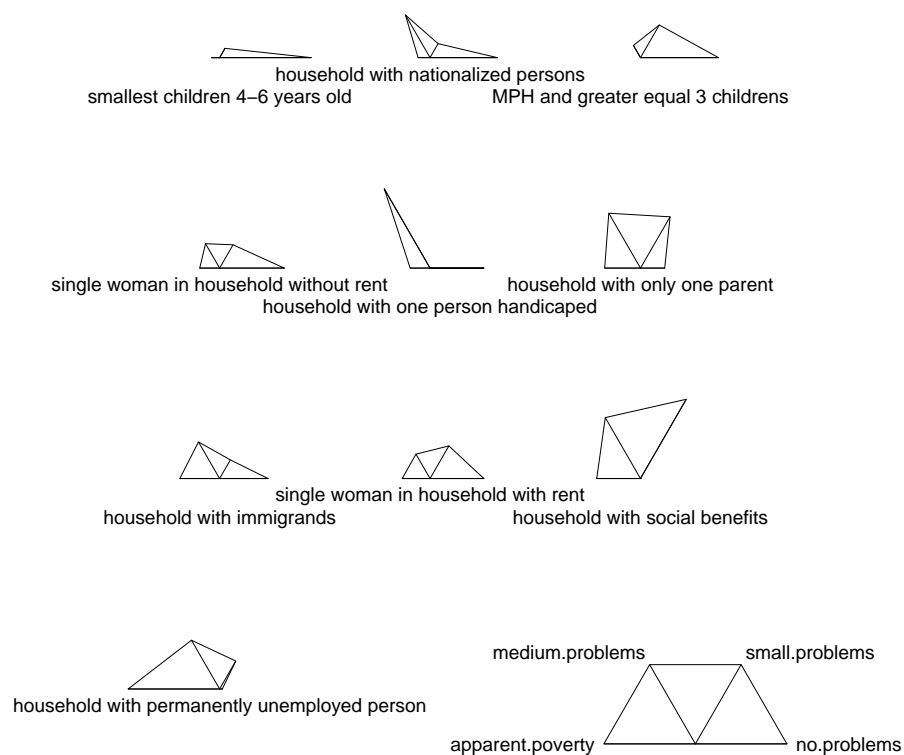 household with nationalized persons
smallest children 4–6 years old
MPH and greater equal 3 childrens
single woman in household without rent
household with only one parent
household with one person handicaped
single woman in household with rent
household with immigrands
household with social benefits
medium.problems
small.problems
household with permanently unemployed person
apparent.poverty
no.problems